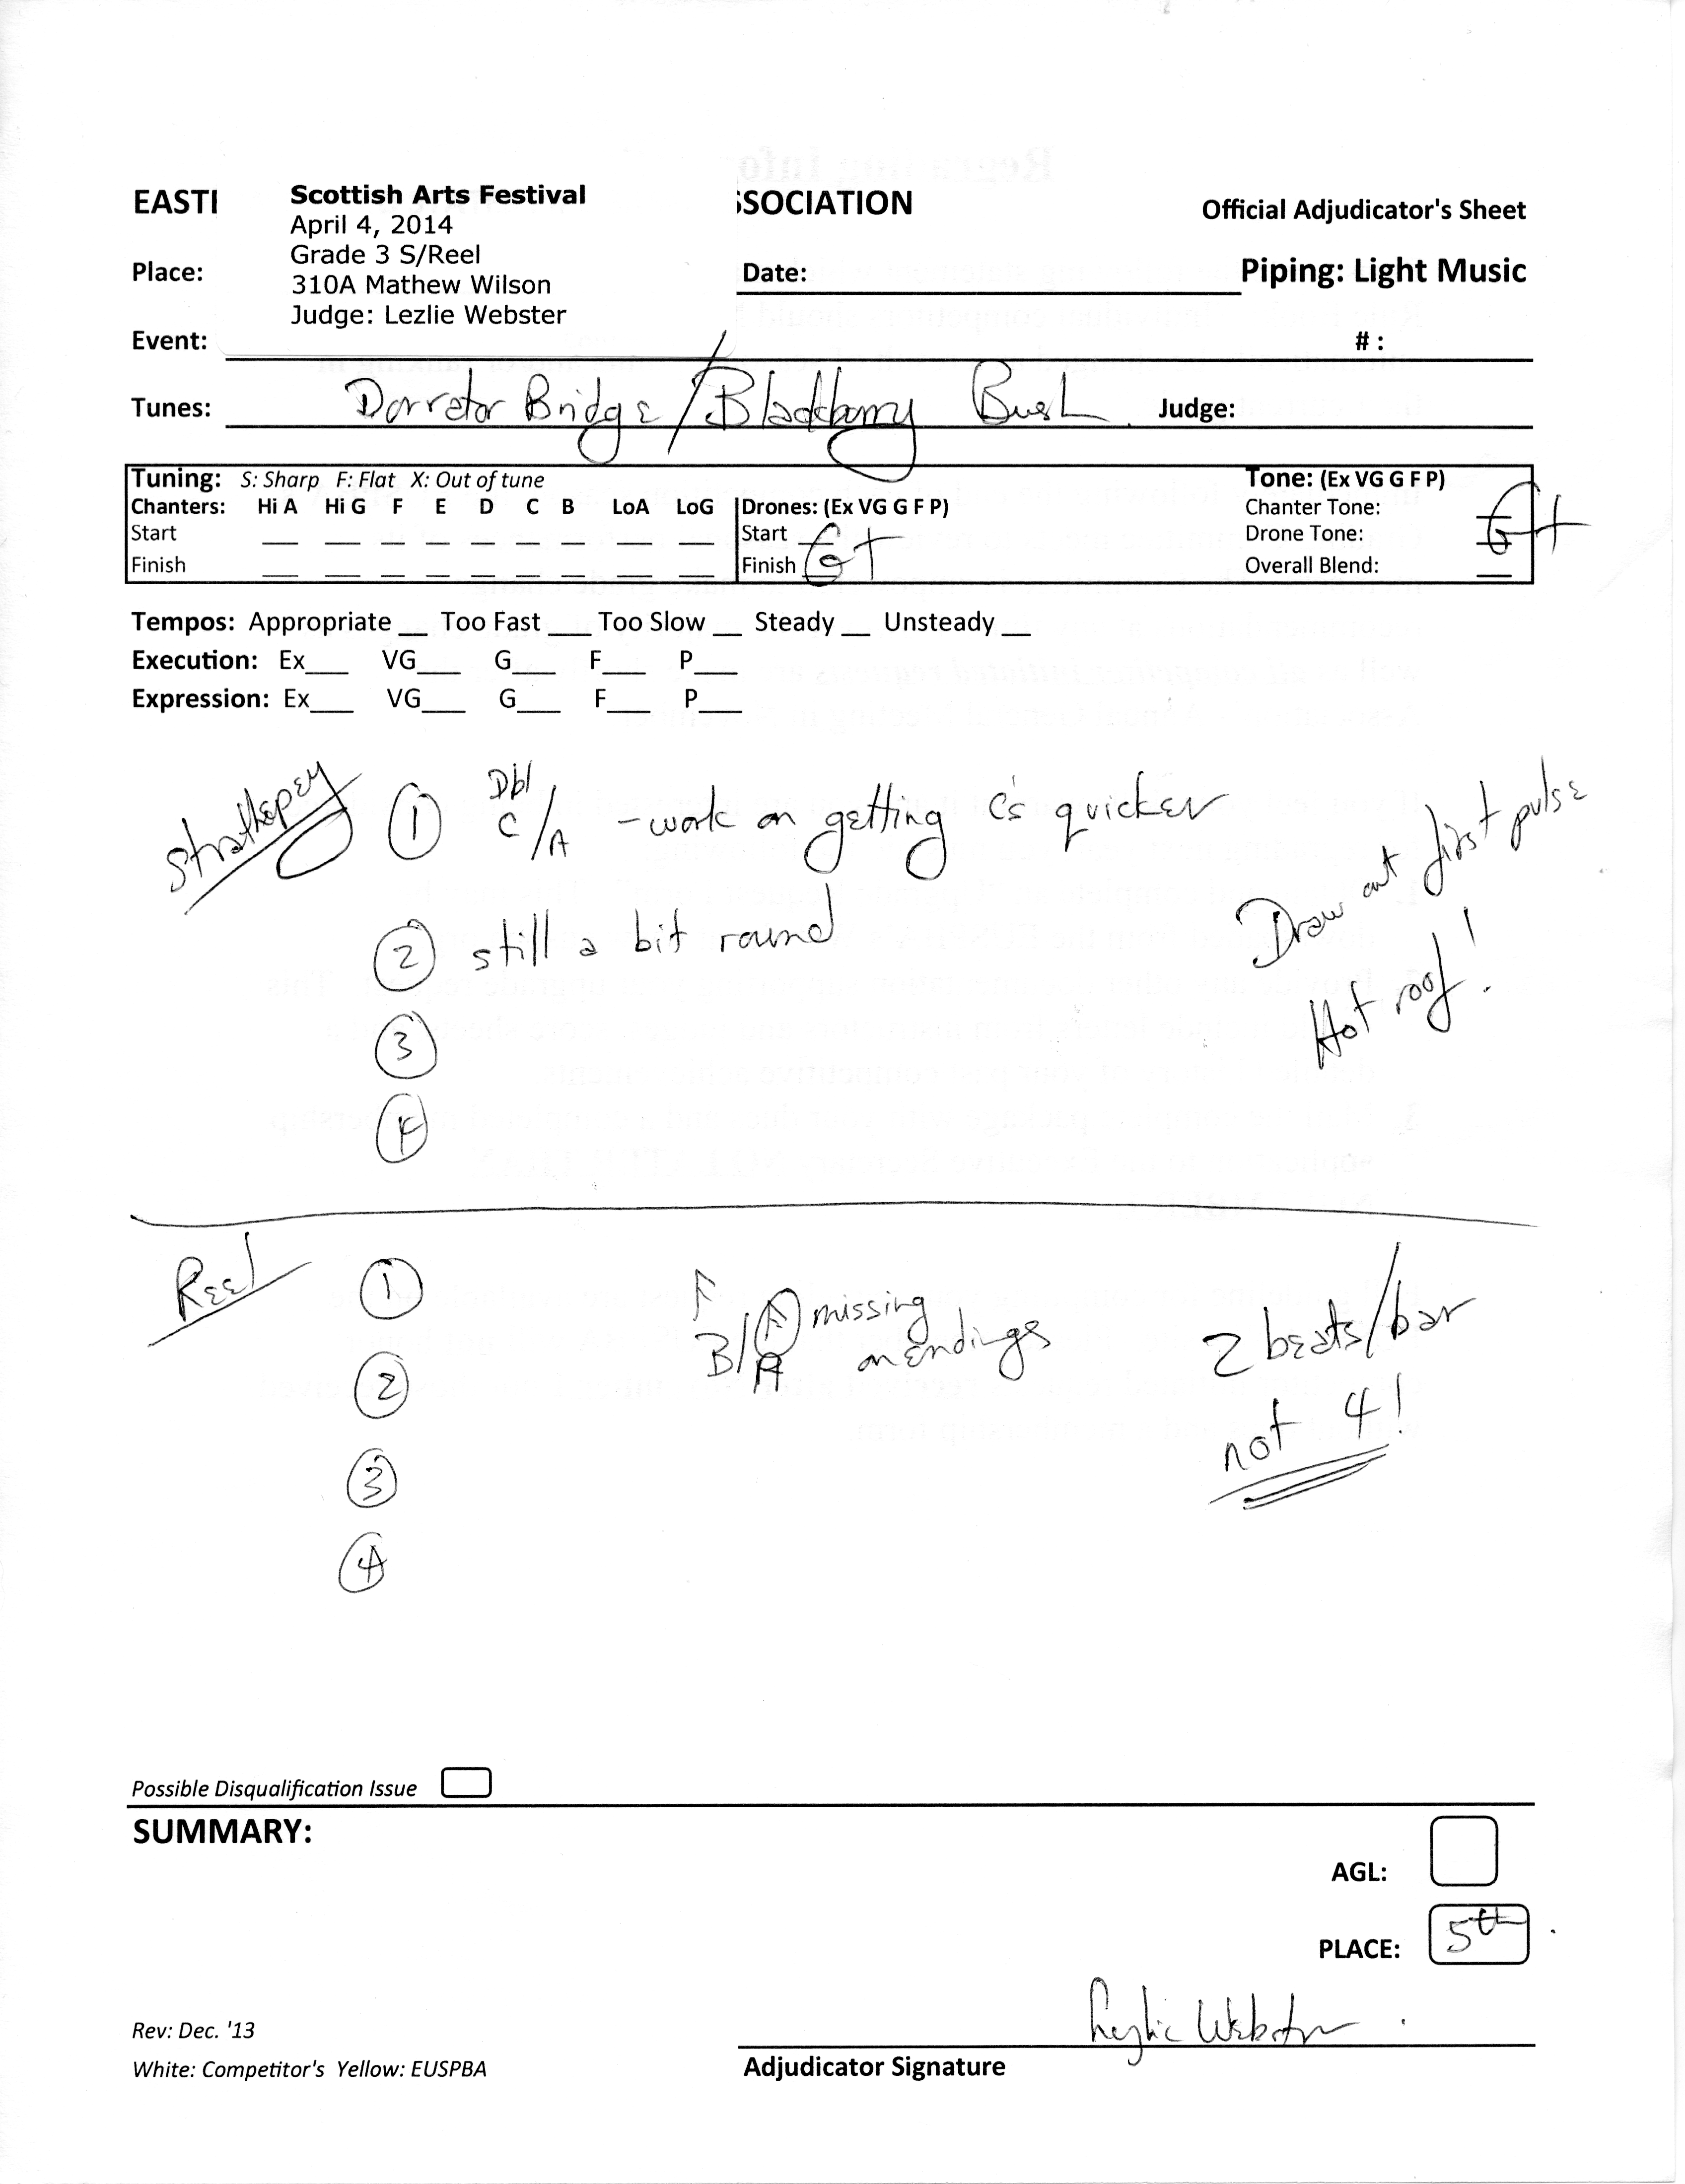 EASTI
Scottish Arts Festival
SSOCIATION
Official Adjudicator's Sheet
April 4, 2014
Grade 3 S/Reel
Place:
310A Mathew Wilson
Date:
Piping: Light Music
Judge: Lezlie Webster
Event:
# :
Tunes: Dorrator Bridge / Blackberry Bush Judge:
Tuning: S: Sharp F: Flat X: Out of tune
Tone: (Ex VG G F P)
Chanters: Hi A Hi G F E D C B LoA LoG
Drones: (Ex VG G F P)
Chanter Tone:
Start
Start
Drone Tone: G+
Finish
Finish G+
Overall Blend:
Tempos: Appropriate __ Too Fast ___ Too Slow __ Steady __ Unsteady __
Execution: Ex___ VG___ G___ F___ P___
Expression: Ex___ VG___ G___ F___ P___
Strathspey
1 Dbl C/A - work on getting C's quicker
Draw out first pulse
2 still a bit round
Hot roof!
3
4
Reel
1
B/A missing on endings
2 beats/bar
not 4!
2
3
4
Possible Disqualification Issue
SUMMARY:
AGL:
PLACE: 5th
Lezlie Webster
Rev: Dec. '13
White: Competitor's Yellow: EUSPBA
Adjudicator Signature